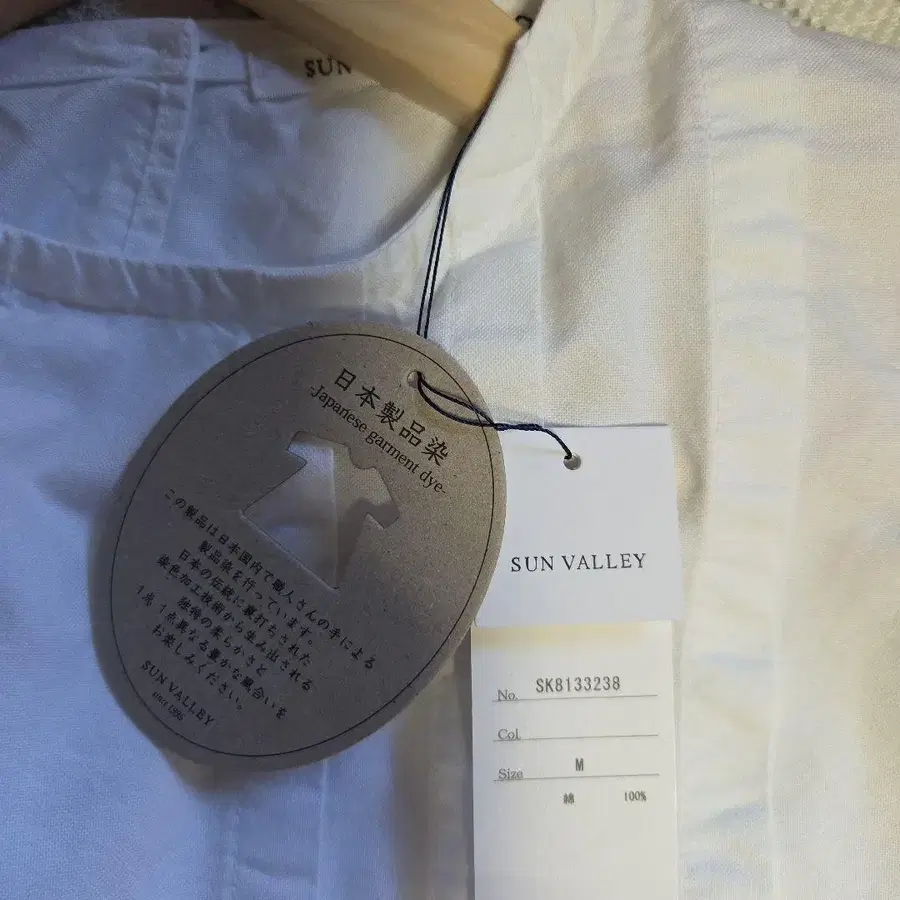 SUN
日本製品染
-Japanese garment dye-
この製品は日本国内で職人さんの手による
製品染を行っています。
日本の伝統に裏打ちされた
染色加工技術から生み出される
独特の柔らかさと
1点1点異なる豊かな風合いを
お楽しみください。
SUN VALLEY
since 1996
SUN VALLEY
No. SK8133238
Col.
Size M
綿 100%